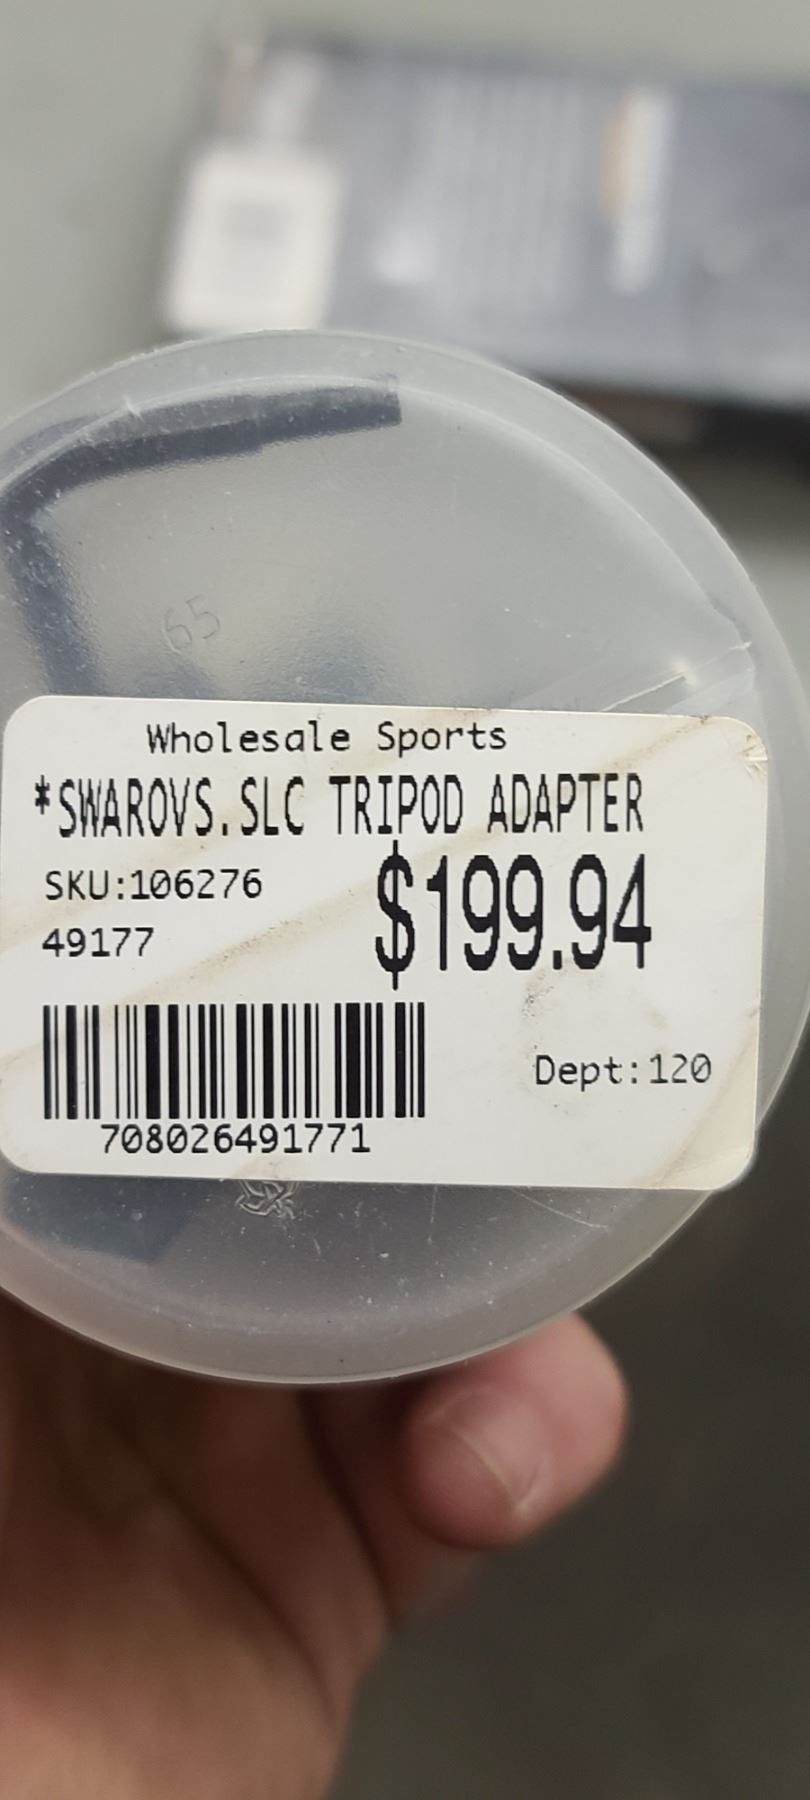 65
Wholesale Sports
*SWAROVS.SLC TRIPOD ADAPTER
SKU:106276
$199.94
49177
Dept:120
708026491771